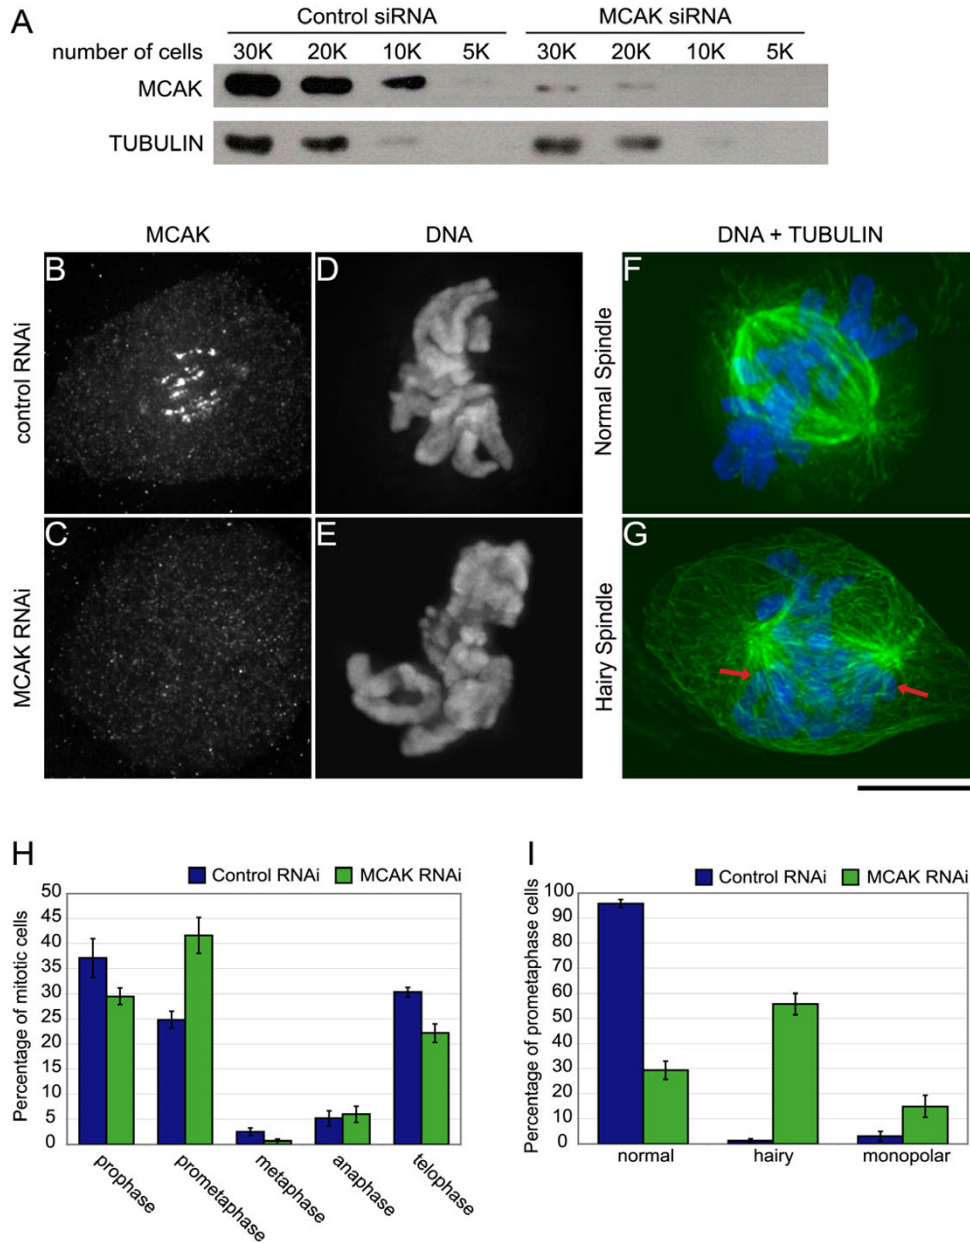 A
Control siRNA MCAK siRNA
number of cells 30K 20K 10K 5K 30K 20K 10K 5K
MCAK
TUBULIN
MCAK DNA DNA + TUBULIN
B D F
control RNAi
Normal Spindle
C E G
MCAK RNAi
Hairy Spindle
H
Control RNAi MCAK RNAi
Percentage of mitotic cells
50
45
40
35
30
25
20
15
10
5
0
prophase prometaphase metaphase anaphase telophase
I
Control RNAi MCAK RNAi
Percentage of prometaphase cells
100
90
80
70
60
50
40
30
20
10
0
normal hairy monopolar